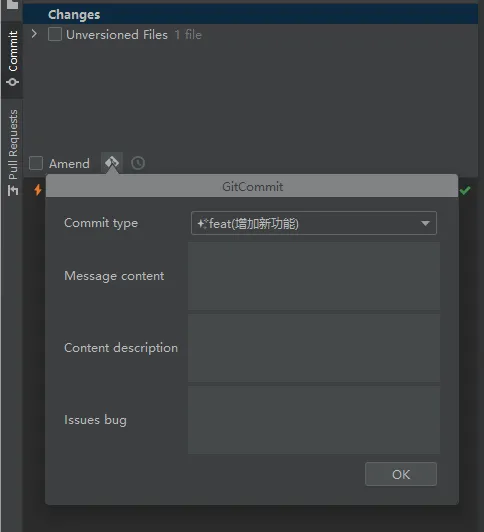 Changes
Unversioned Files 1 file
Commit
Pull Requests
Amend
GitCommit
Commit type
✨feat(增加新功能)
Message content
Content description
Issues bug
OK